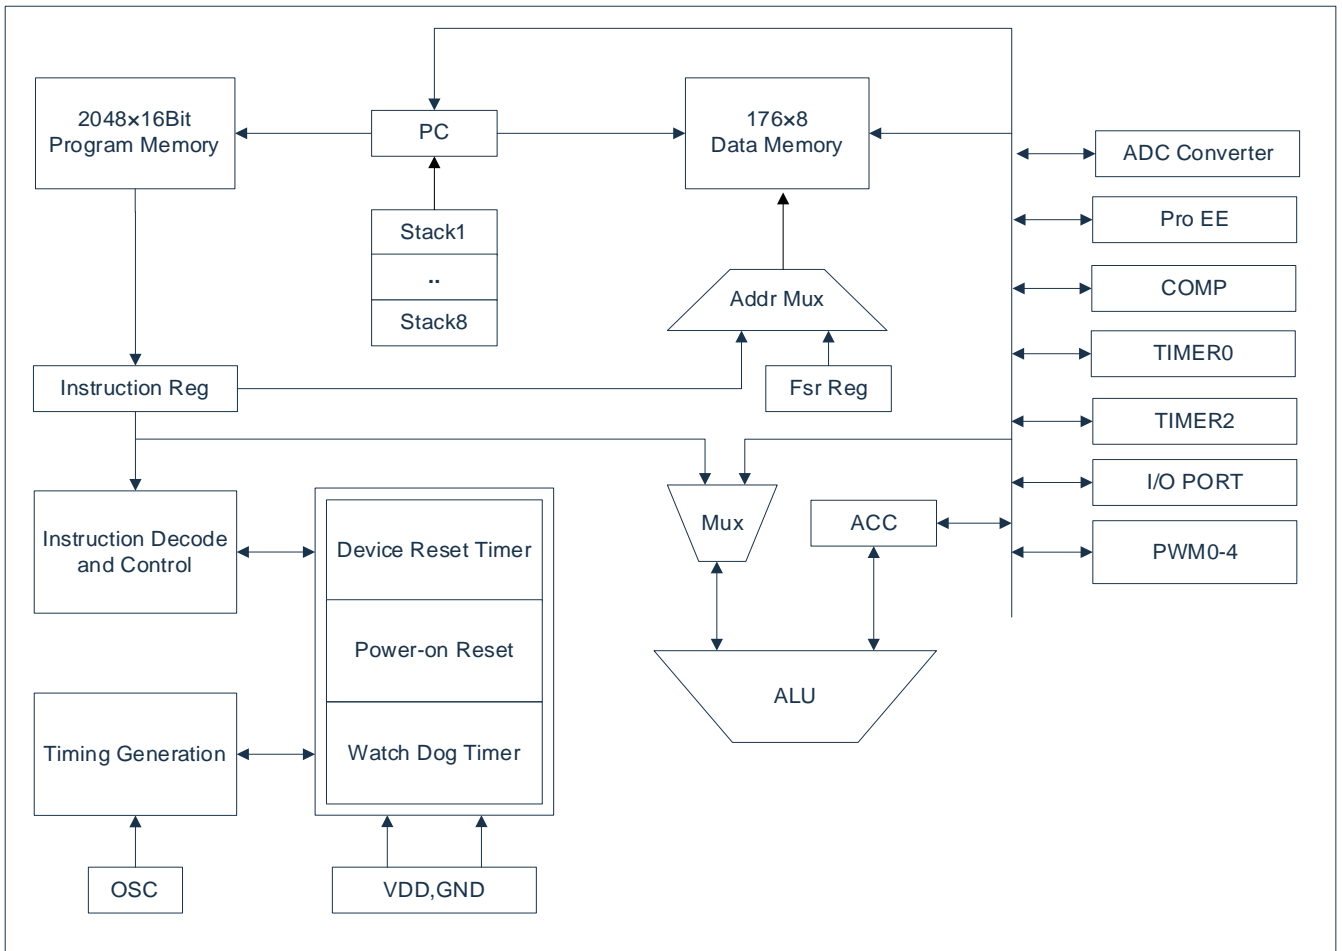 2048×16Bit
Program Memory
PC
176×8
Data Memory
ADC Converter
Pro EE
Stack1
..
Stack8
Addr Mux
COMP
TIMER0
Instruction Reg
Fsr Reg
TIMER2
I/O PORT
Instruction Decode
and Control
Device Reset Timer
Mux
ACC
PWM0-4
Power-on Reset
ALU
Timing Generation
Watch Dog Timer
OSC
VDD,GND